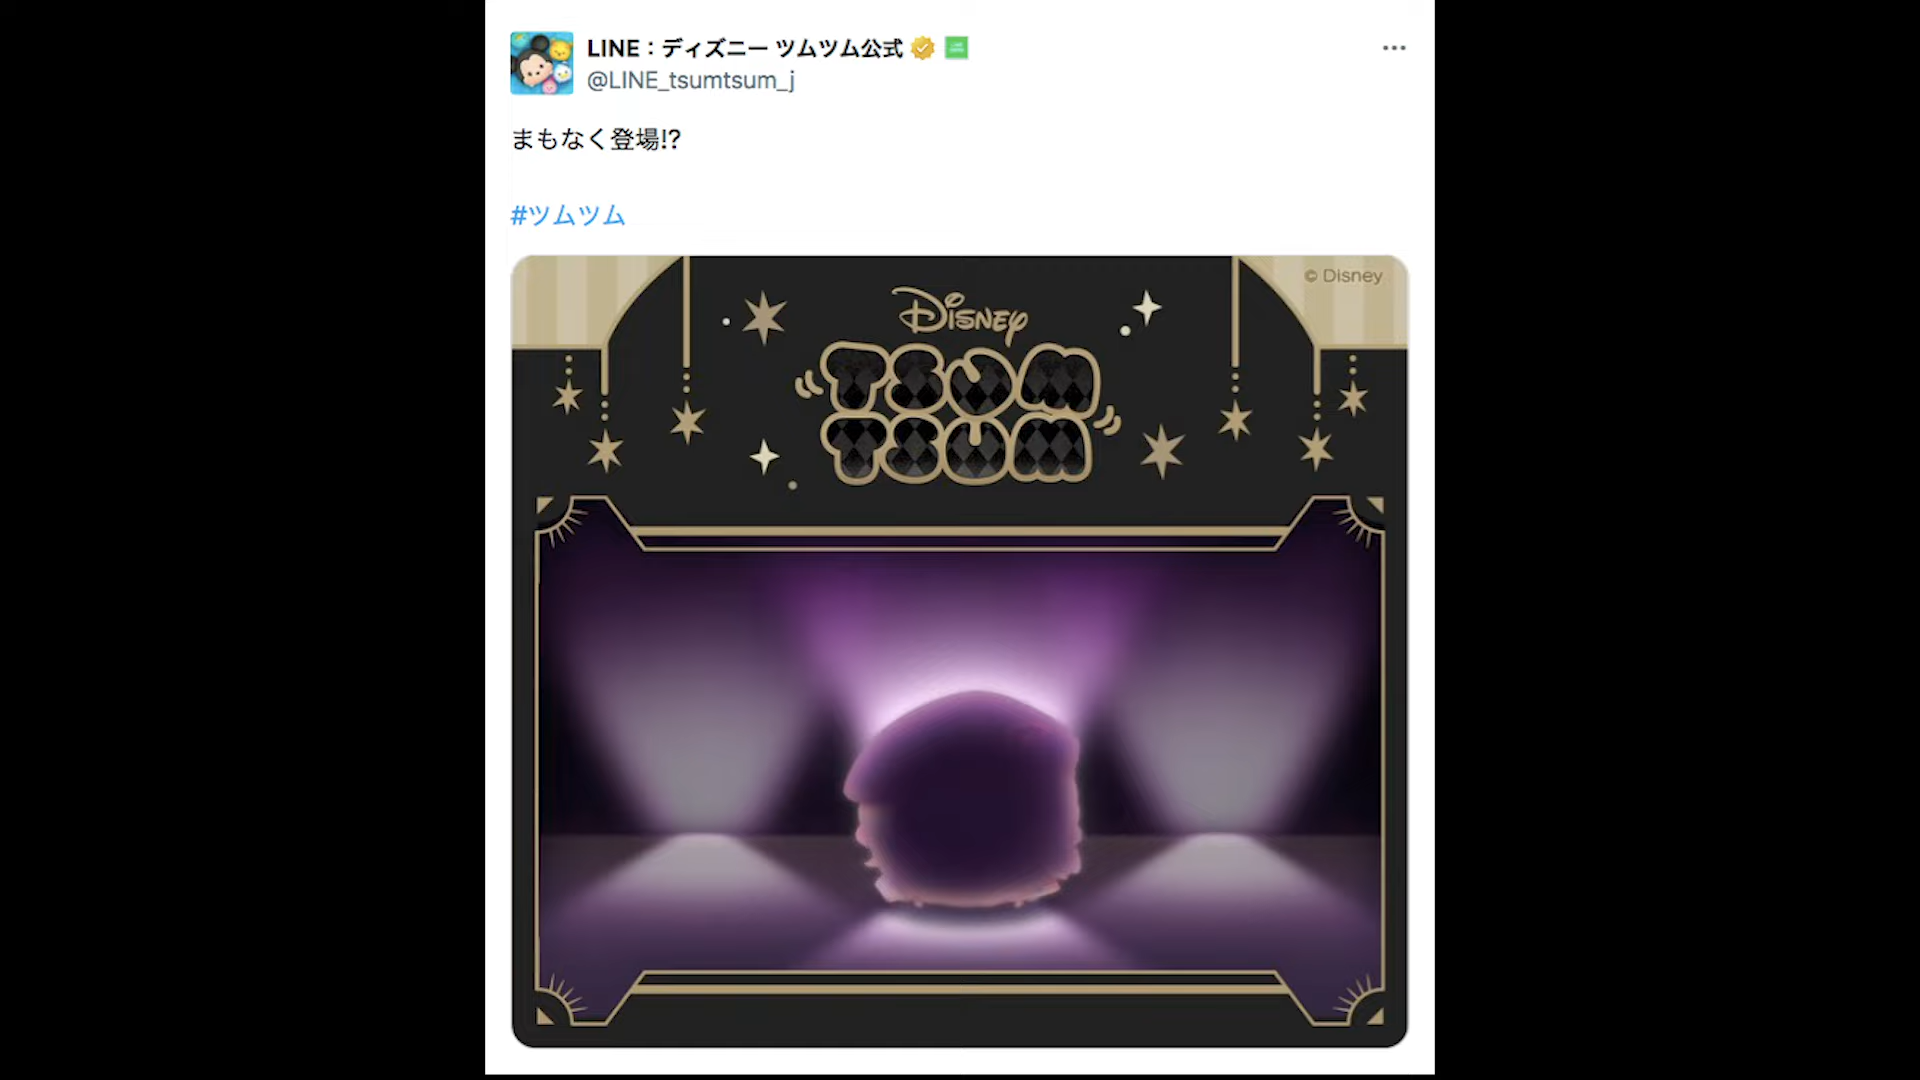 LINE：ディズニー ツムツム公式
@LINE_tsumtsum_j
まもなく登場!?
#ツムツム
© Disney
Disney
TSUM
TSUM